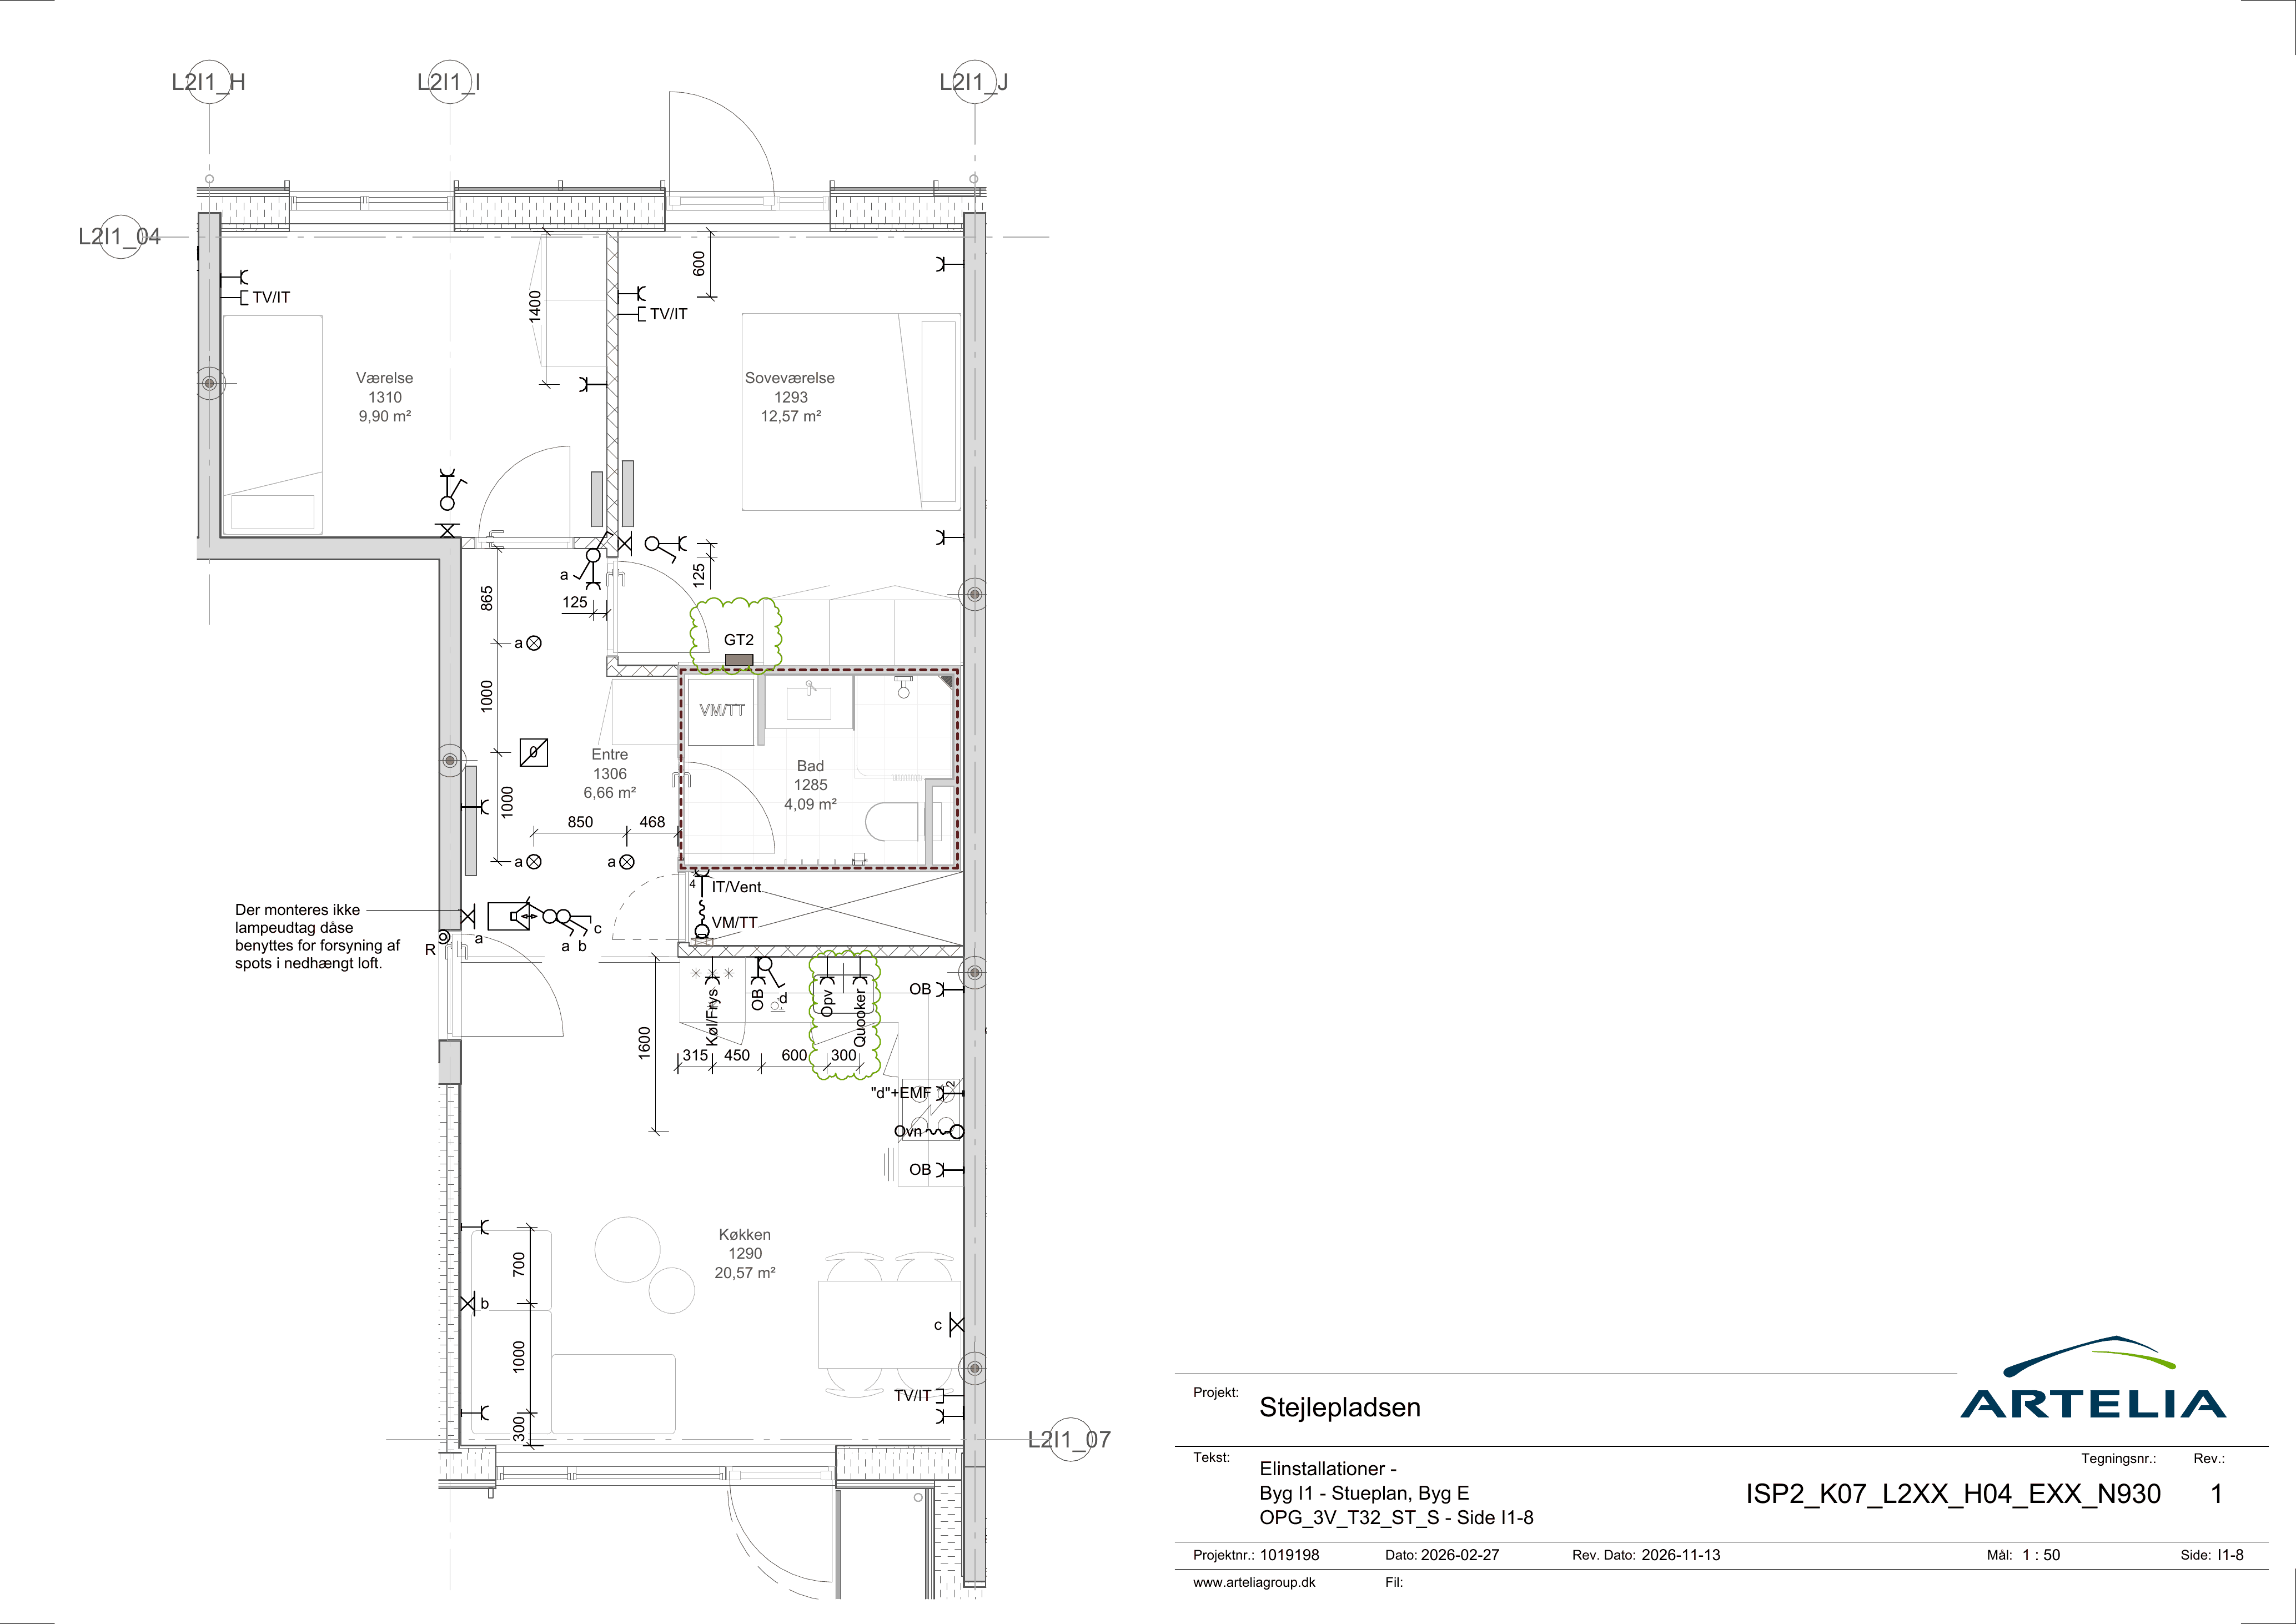 L2I1_H
L2I1_I
L2I1_J
L2I1_04
600
TV/IT
1400
TV/IT
Værelse
1310
9,90 m²
Soveværelse
1293
12,57 m²
125
a
865
125
GT2
a
1000
VM/TT
0
Entre
1306
6,66 m²
Bad
1285
4,09 m²
1000
850
468
a
a
4
IT/Vent
VM/TT
Der monteres ikke
lampeudtag dåse
benyttes for forsyning af
spots i nedhængt loft.
R
a
a b
c
Køl/Frys
OB
d
Opv
Quooker
OB
1600
315
450
600
300
"d"+EMF
2
Ovn
OB
Køkken
1290
20,57 m²
700
b
c
1000
TV/IT
300
L2I1_07
Projekt:
Stejlepladsen
ARTELIA
Tekst:
Elinstallationer -
Byg I1 - Stueplan, Byg E
OPG_3V_T32_ST_S - Side I1-8
Tegningsnr.:
Rev.:
ISP2_K07_L2XX_H04_EXX_N930
1
Projektnr.: 1019198
Dato: 2026-02-27
Rev. Dato: 2026-11-13
Mål: 1 : 50
Side: I1-8
www.arteliagroup.dk
Fil: